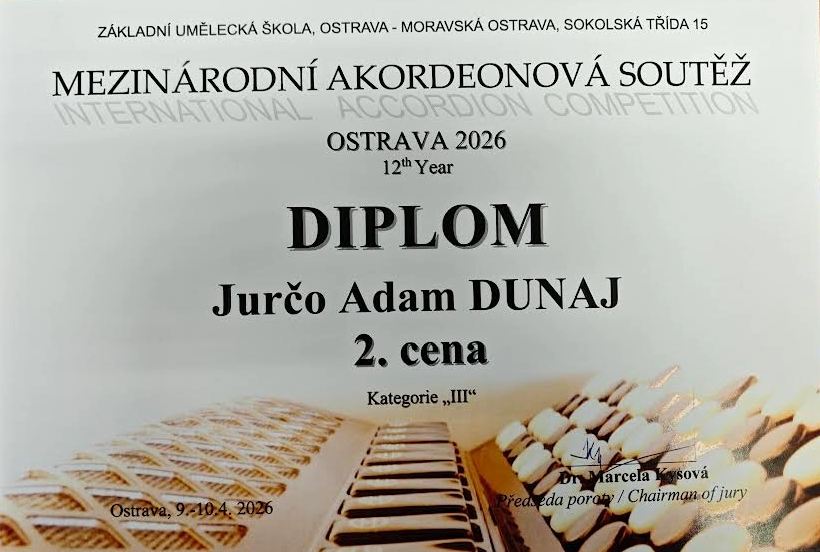 ZÁKLADNÍ UMĚLECKÁ ŠKOLA, OSTRAVA - MORAVSKÁ OSTRAVA, SOKOLSKÁ TŘÍDA 15
MEZINÁRODNÍ AKORDEONOVÁ SOUTĚŽ
INTERNATIONAL ACCORDION COMPETITION
OSTRAVA 2026
12th Year
DIPLOM
Jurčo Adam DUNAJ
2. cena
Kategorie „III“
Dr. Marcela Kysová
Předseda poroty / Chairman of jury
Ostrava, 9.-10.4. 2026